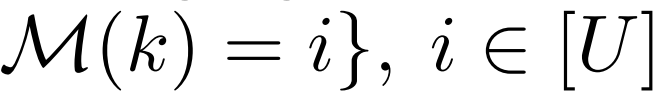 ℳ(k) = i}, i ∈ [U]